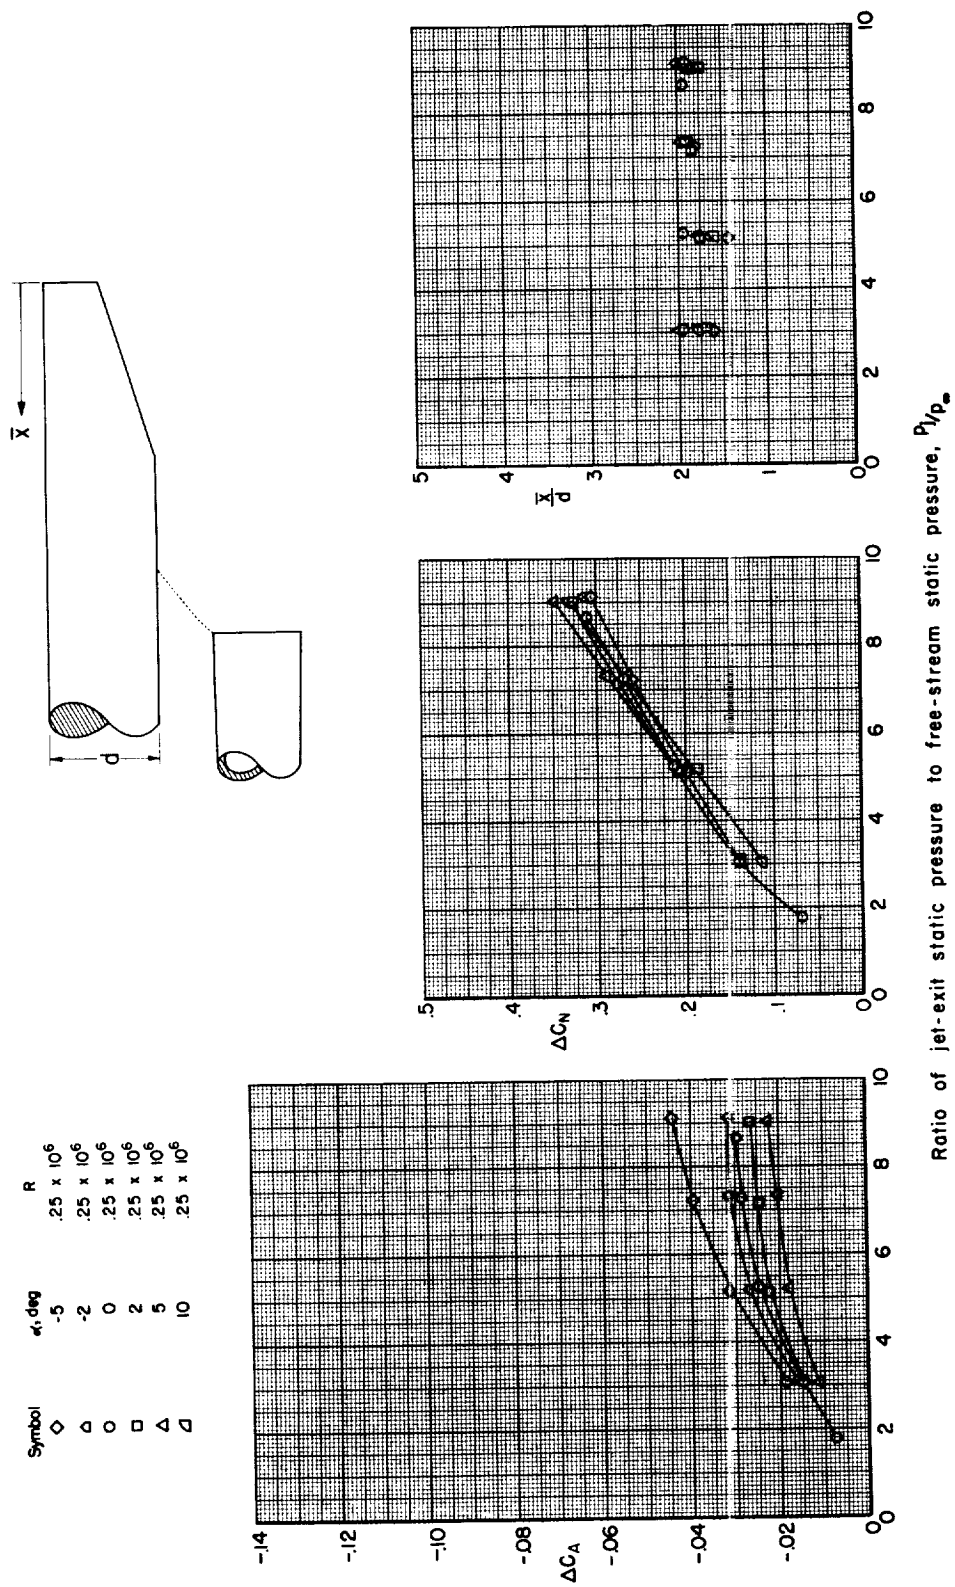 Symbol α, deg R
-5 .25 x 10⁶
-2 .25 x 10⁶
0 .25 x 10⁶
2 .25 x 10⁶
5 .25 x 10⁶
10 .25 x 10⁶
x̄
d
-.14
-.12
-.10
-.08
ΔC_A
-.06
-.04
-.02
0
0 2 4 6 8 10
.5
.4
ΔC_N
.3
.2
.1
0
0 2 4 6 8 10
5
4
x̄/d
3
2
1
0
0 2 4 6 8 10
Ratio of jet-exit static pressure to free-stream static pressure, p_j/p_∞